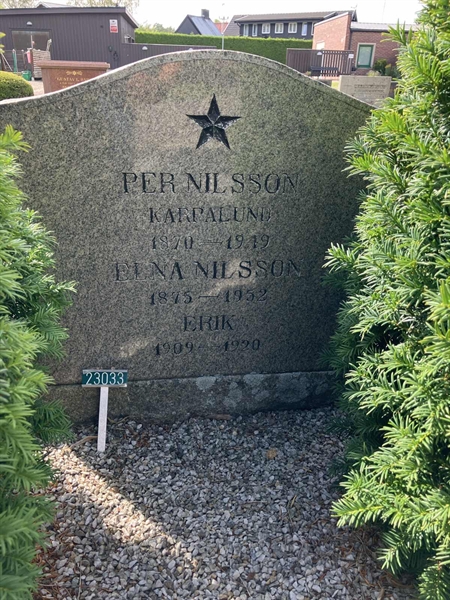 PER NILSSON
KARPALUND
1870—1949
ELNA NILSSON
1875—1952
ERIK
1909—1920
23033